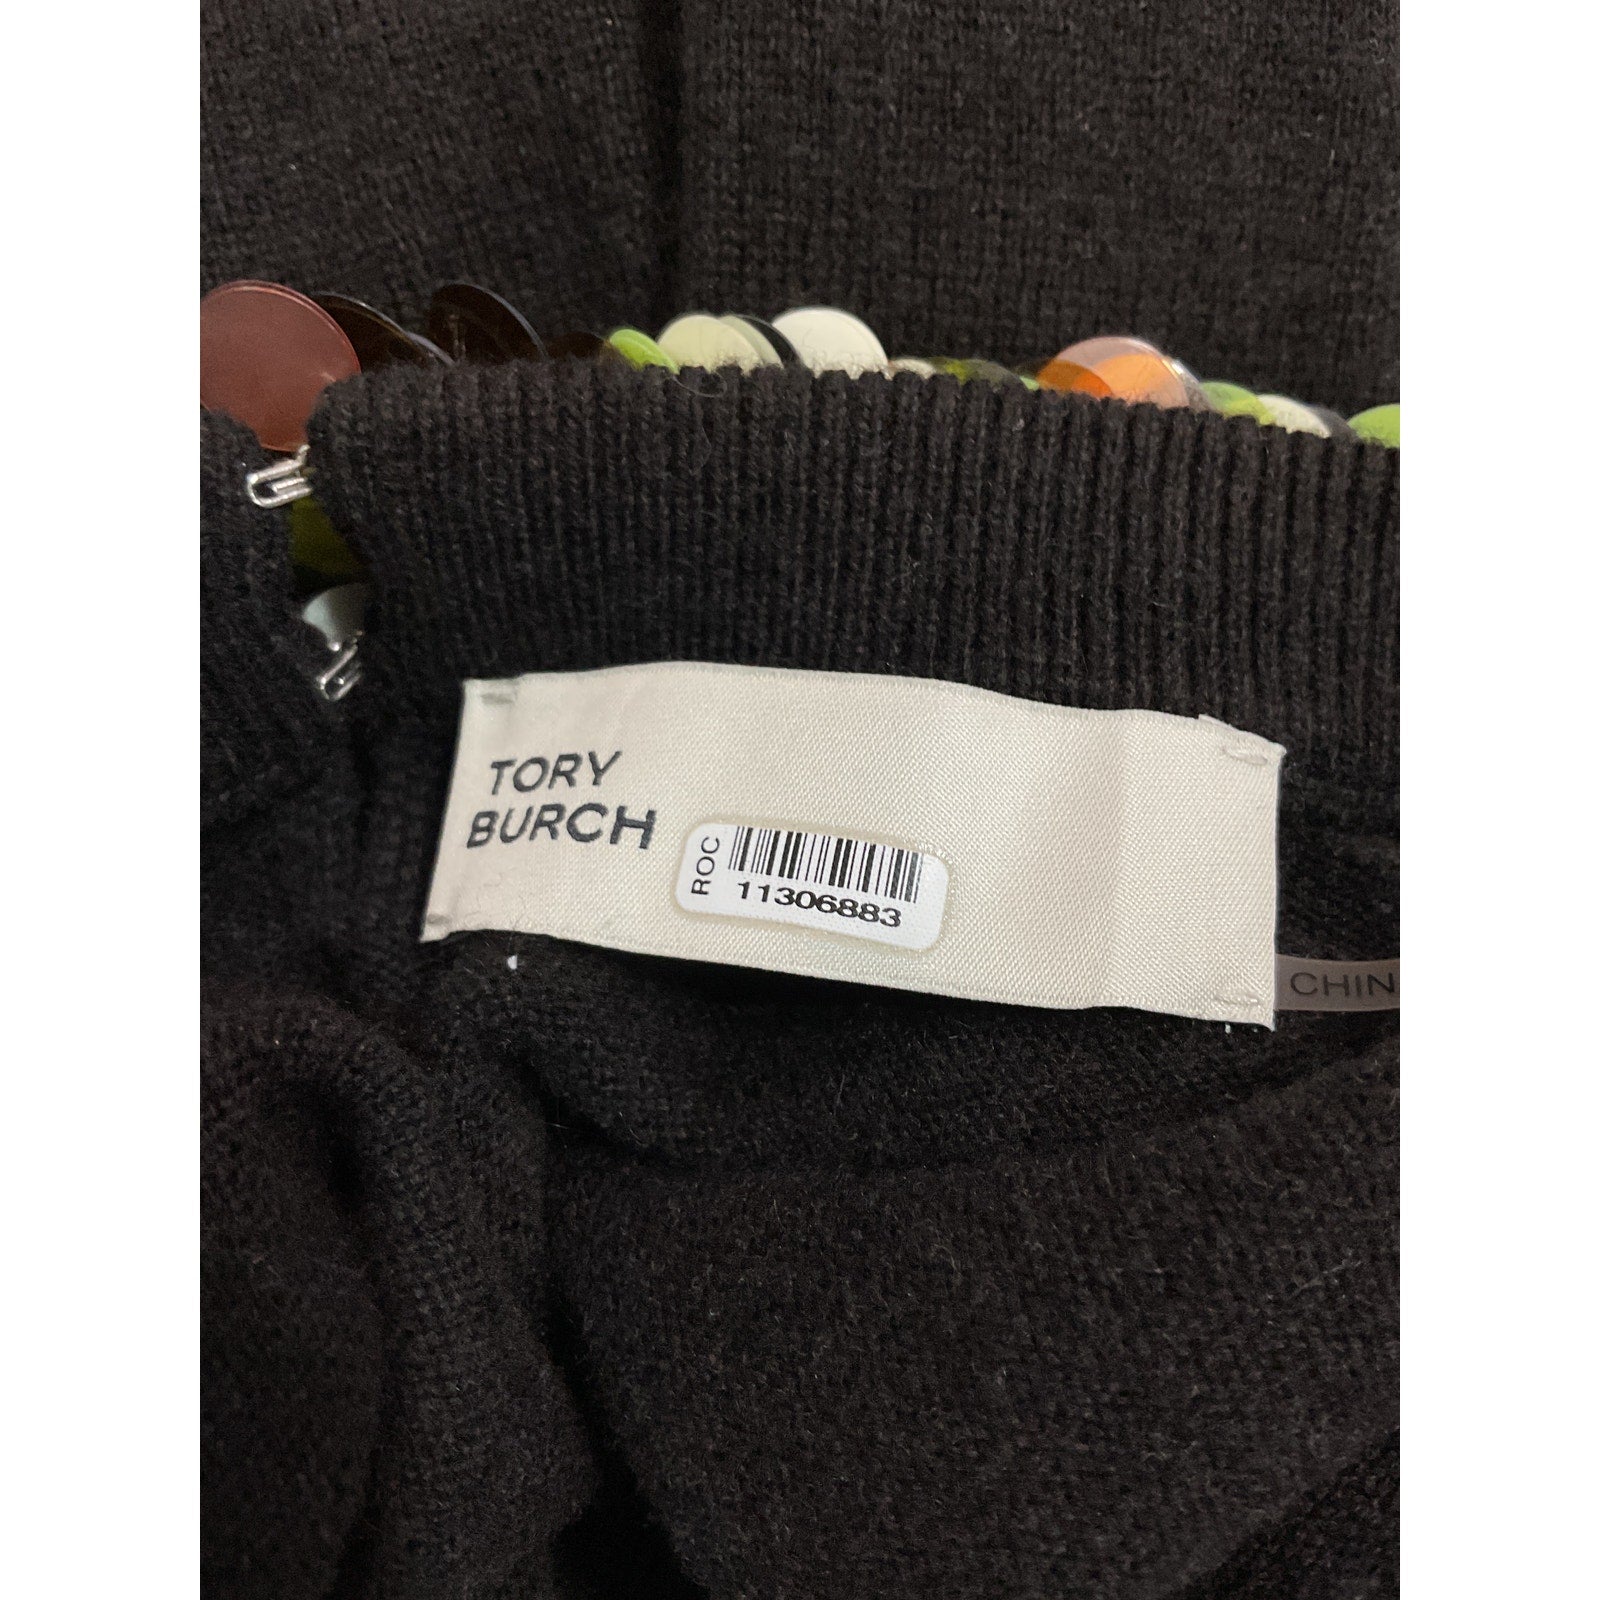 TORY
BURCH
ROC
11306883
CHIN